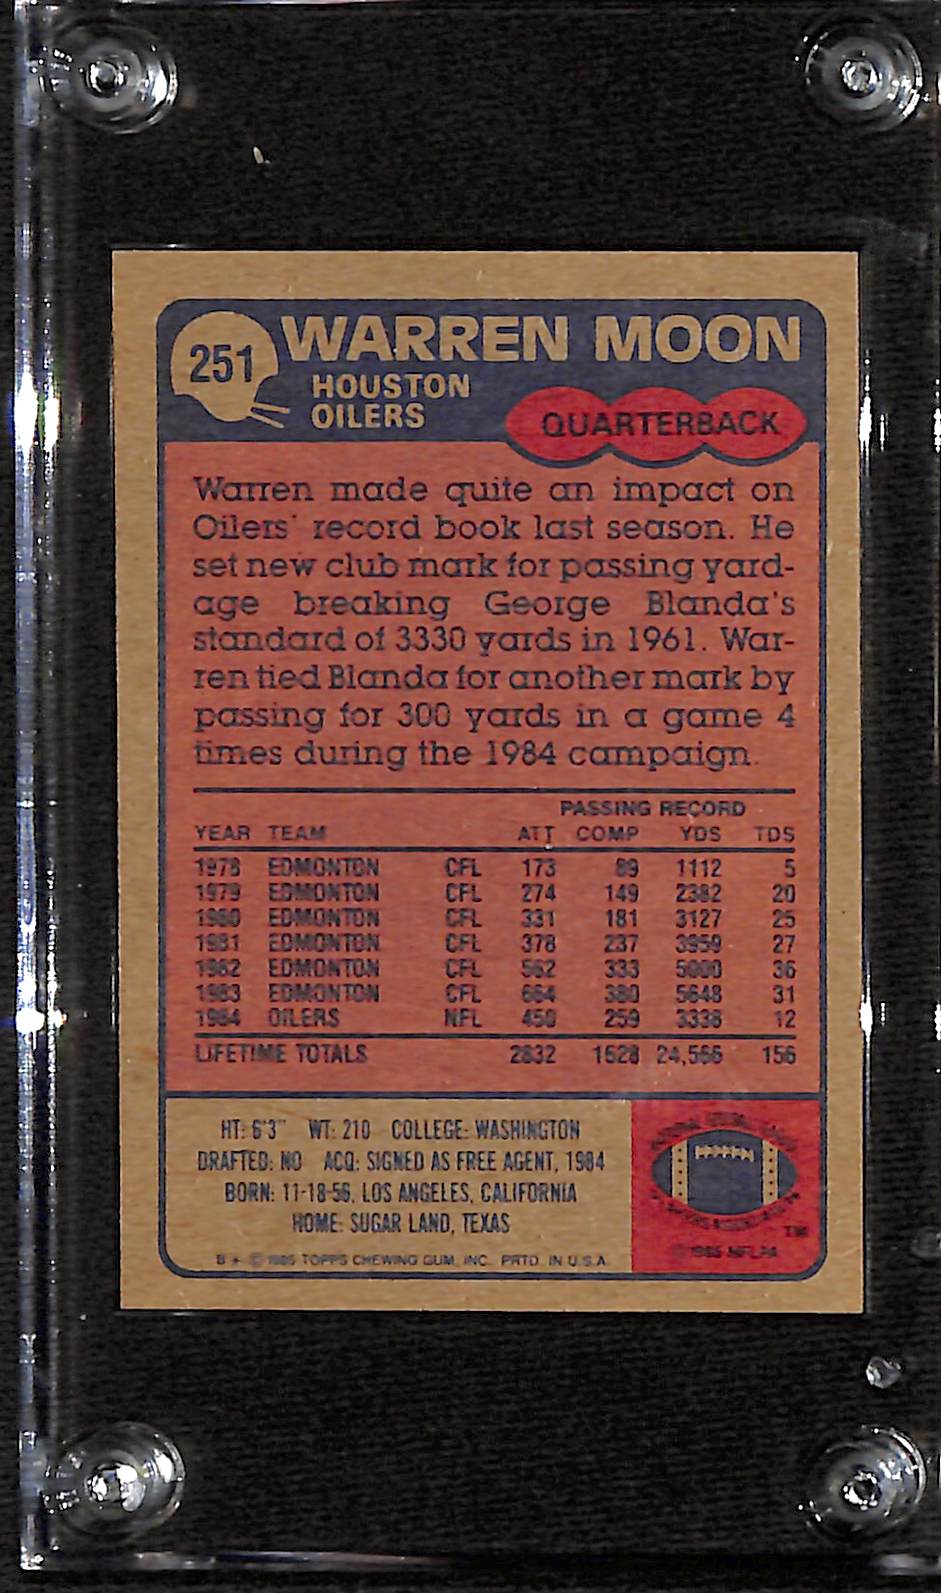 251 WARREN MOON
HOUSTON
OILERS
QUARTERBACK
Warren made quite an impact on
Oilers' record book last season. He
set new club mark for passing yard-
age breaking George Blanda's
standard of 3330 yards in 1961. War-
ren tied Blanda for another mark by
passing for 300 yards in a game 4
times during the 1984 campaign.
PASSING RECORD
YEAR TEAM ATT COMP YDS TDS
1978 EDMONTON CFL 173 89 1112 5
1979 EDMONTON CFL 274 149 2382 20
1980 EDMONTON CFL 331 181 3127 25
1981 EDMONTON CFL 378 237 3959 27
1982 EDMONTON CFL 562 333 5000 36
1983 EDMONTON CFL 664 380 5648 31
1984 OILERS NFL 450 259 3338 12
LIFETIME TOTALS 2832 1628 24,566 156
HT: 6'3" WT: 210 COLLEGE: WASHINGTON
DRAFTED: NO ACQ: SIGNED AS FREE AGENT, 1984
BORN: 11-18-56, LOS ANGELES, CALIFORNIA
HOME: SUGAR LAND, TEXAS
B * © 1985 TOPPS CHEWING GUM, INC. PRTD. IN U.S.A.
TM
© 1985 NFLPA